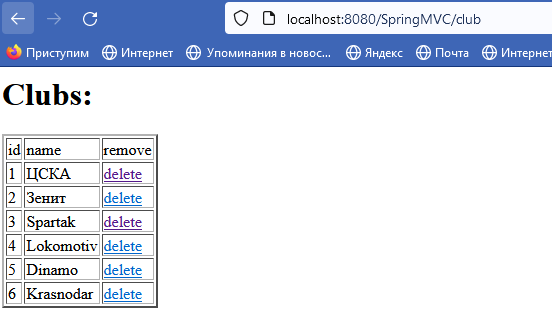 localhost:8080/SpringMVC/club
Приступим Интернет Упоминания в новос... Яндекс Почта Интернет
Clubs:
id name remove
1 ЦСКА delete
2 Зенит delete
3 Spartak delete
4 Lokomotiv delete
5 Dinamo delete
6 Krasnodar delete